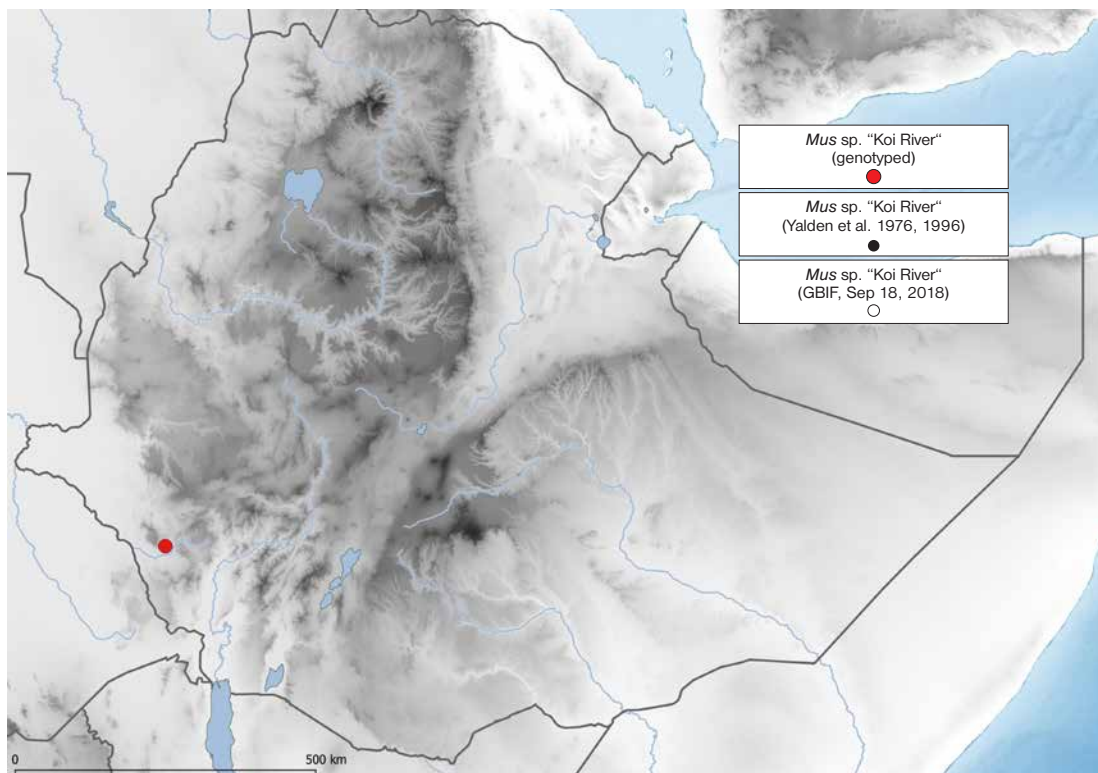 Mus sp. “Koi River“
(genotyped)
Mus sp. “Koi River“
(Yalden et al. 1976, 1996)
Mus sp. “Koi River“
(GBIF, Sep 18, 2018)
0
500 km